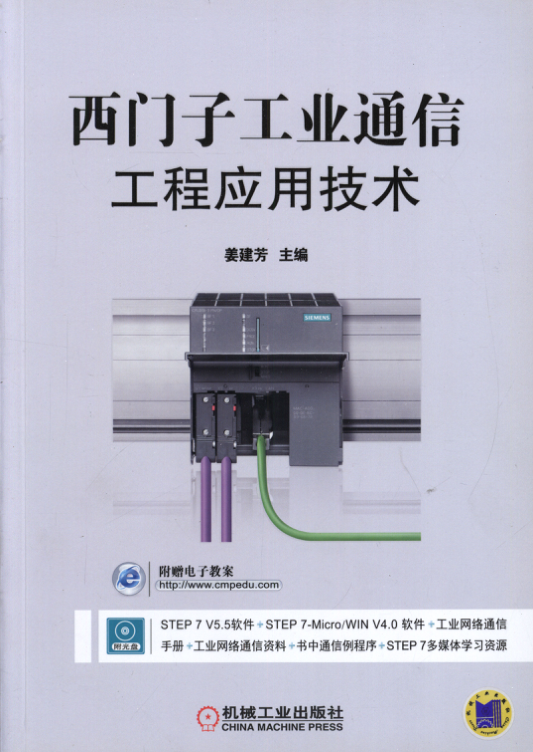 西门子工业通信
工程应用技术
姜建芳 主编
SIEMENS
附赠电子教案
http://www.cmpedu.com
附光盘
STEP 7 V5.5软件+STEP 7-Micro/WIN V4.0 软件+工业网络通信
手册+工业网络通信资料+书中通信例程序+STEP 7多媒体学习资源
机械工业出版社
CHINA MACHINE PRESS